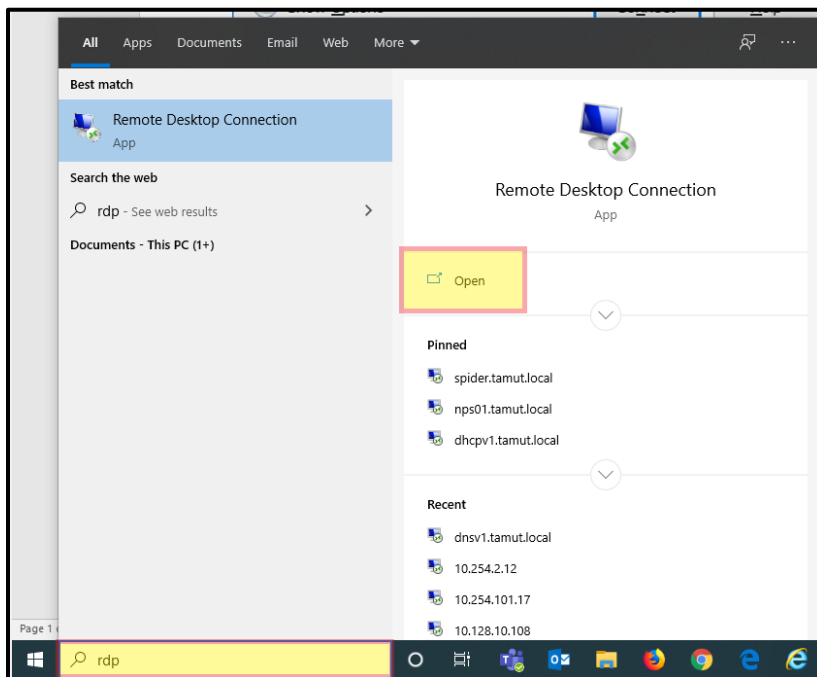 All Apps Documents Email Web More
Best match
Remote Desktop Connection
App
Search the web
rdp - See web results
Documents - This PC (1+)
Remote Desktop Connection
App
Open
Pinned
spider.tamut.local
nps01.tamut.local
dhcpv1.tamut.local
Recent
dnsv1.tamut.local
10.254.2.12
10.254.101.17
10.128.10.108
Page 1
rdp